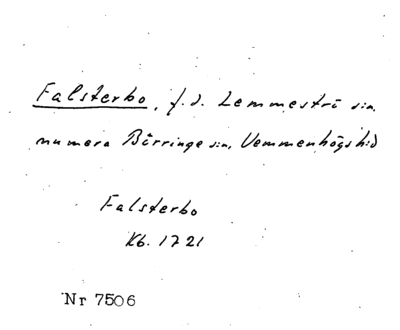 Falsterbo, f.d. Lemmeströ sn.
numera Börringe sn, Vemmenhögs hd
Falsterbo
Kb. 1721
Nr 7506